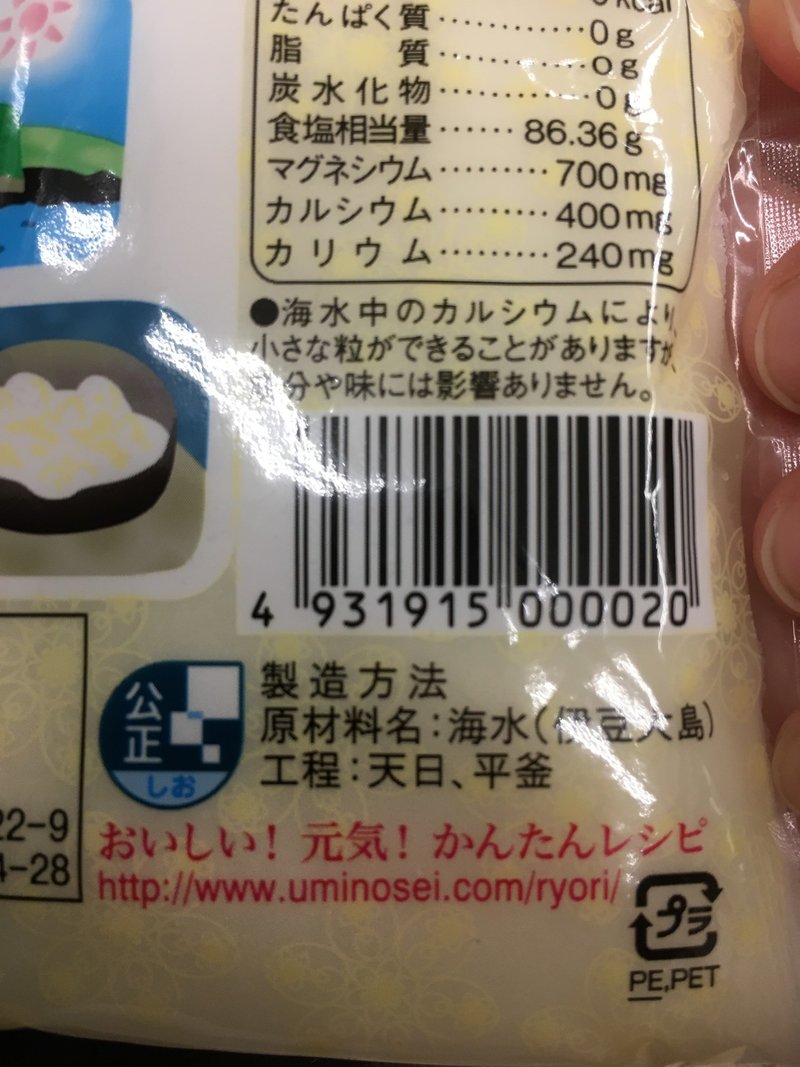 kcal
たんぱく質…………0g
脂　　質…………0g
炭水化物…………0g
食塩相当量……86.36g
マグネシウム………700mg
カルシウム………400mg
カリウム………240mg
●海水中のカルシウムにより、
小さな粒ができることがありますが、
分や味には影響ありません。
4 931915 000020
公正
しお
製造方法
原材料名：海水（伊豆大島）
工程：天日、平釜
22-9
4-28
おいしい！元気！かんたんレシピ
http://www.uminosei.com/ryori/
プラ
PE,PET